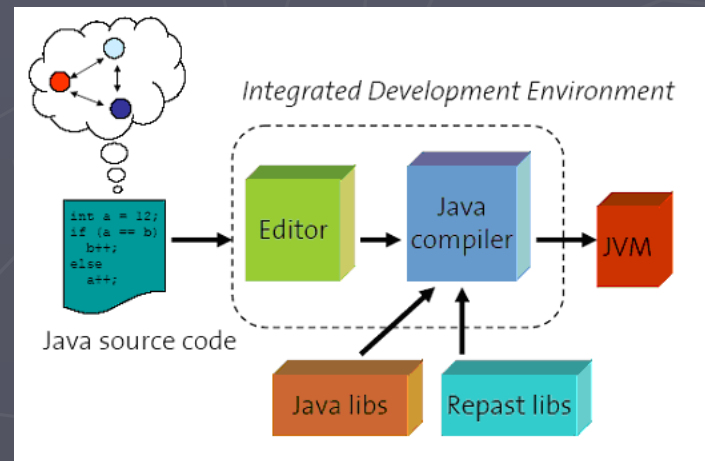 Integrated Development Environment
int a = 12;
if (a == b)
b++;
else
a++;
Editor
Java
compiler
JVM
Java source code
Java libs
Repast libs